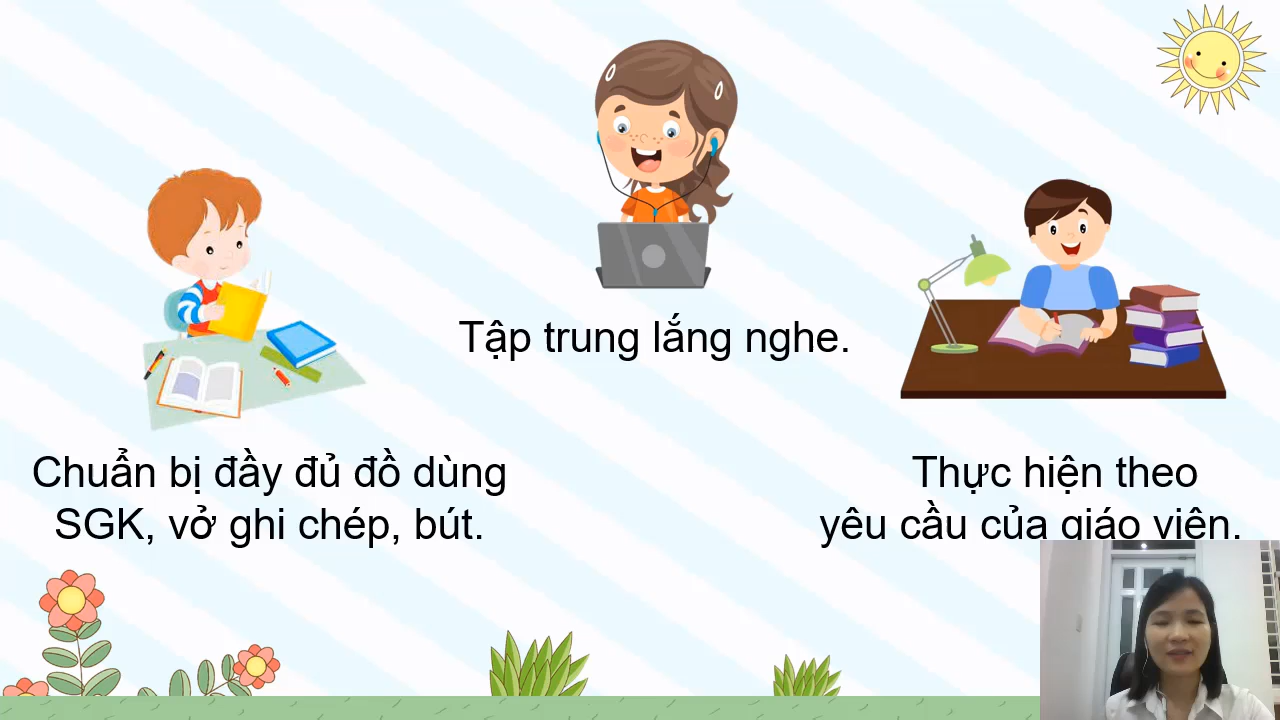 Tập trung lắng nghe.
Chuẩn bị đầy đủ đồ dùng
SGK, vở ghi chép, bút.
Thực hiện theo
yêu cầu của giáo viên.